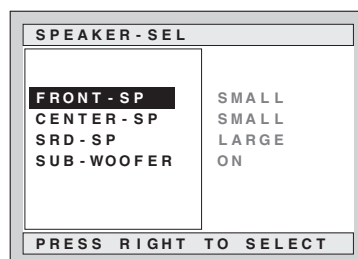 SPEAKER-SEL
FRONT-SP SMALL
CENTER-SP SMALL
SRD-SP LARGE
SUB-WOOFER ON
PRESS RIGHT TO SELECT